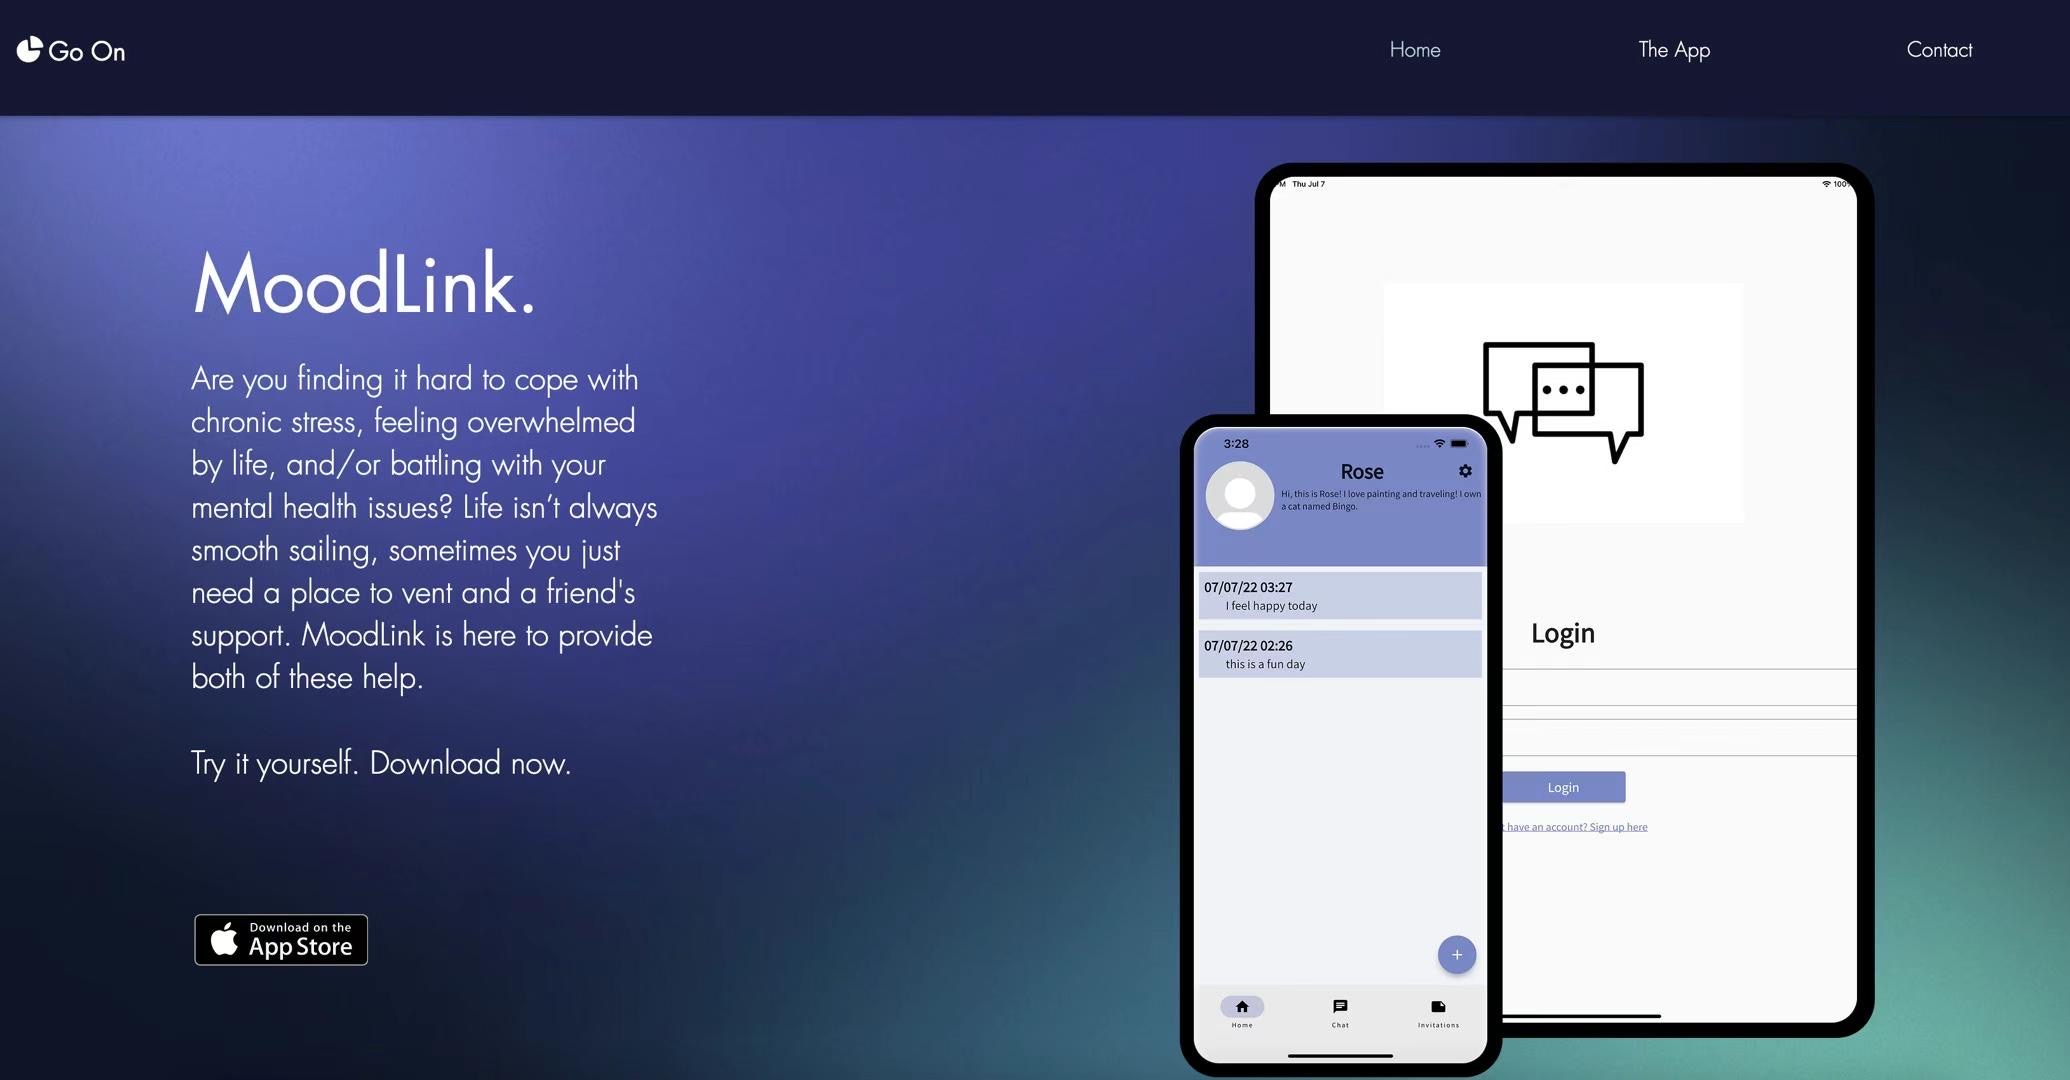 Go On
Home
The App
Contact
MoodLink.
Are you finding it hard to cope with
chronic stress, feeling overwhelmed
by life, and/or battling with your
mental health issues? Life isn’t always
smooth sailing, sometimes you just
need a place to vent and a friend's
support. MoodLink is here to provide
both of these help.
Try it yourself. Download now.
Download on the
App Store
Thu Jul 7
100%
Login
Login
have an account? Sign up here
3:28
Rose
Hi, this is Rose! I love painting and traveling! I own
a cat named Bingo.
07/07/22 03:27
I feel happy today
07/07/22 02:26
this is a fun day
+
Home
Chat
Invitations